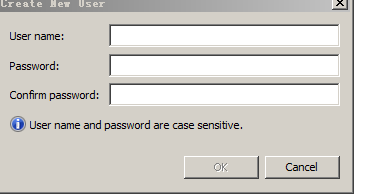 Create New User
User name:
Password:
Confirm password:
User name and password are case sensitive.
OK
Cancel